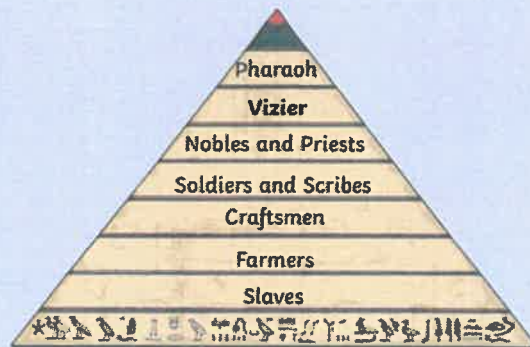 Pharaoh
Vizier
Nobles and Priests
Soldiers and Scribes
Craftsmen
Farmers
Slaves